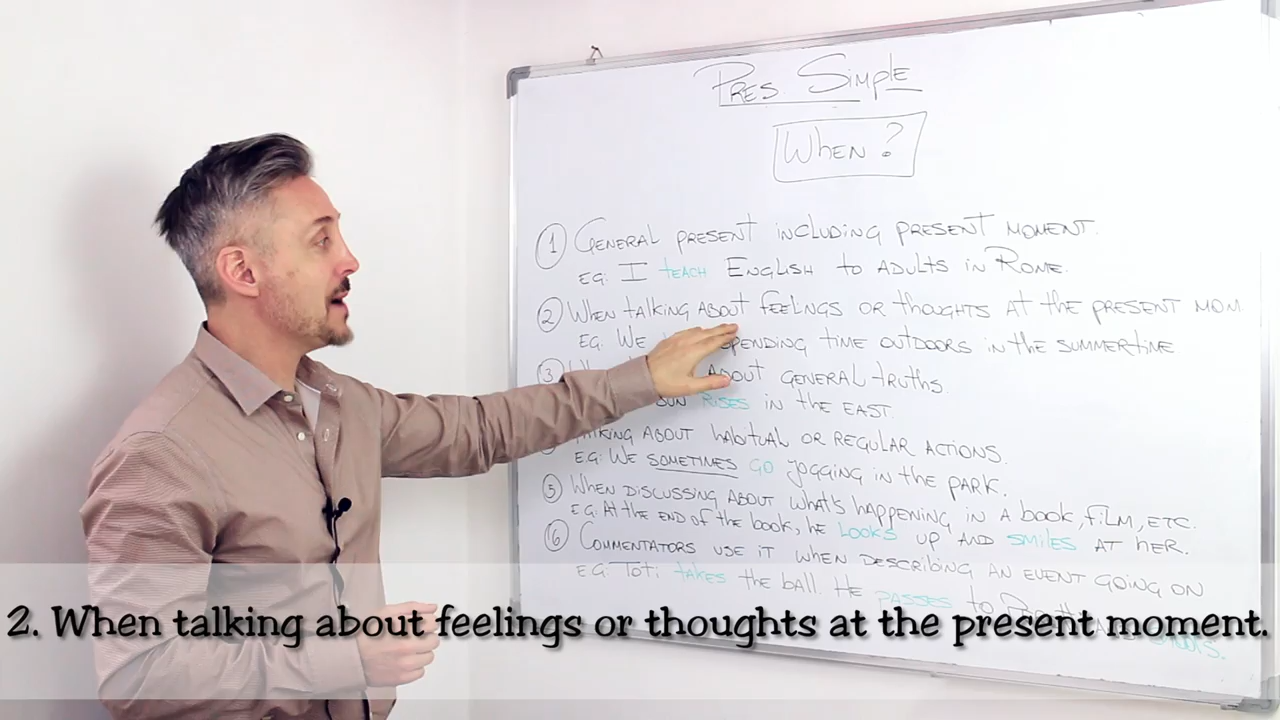 PRES. SIMPLE
WHEN?
① GENERAL PRESENT INCLUDING PRESENT MOMENT.
EG: I TEACH ENGLISH TO ADULTS IN ROME.
② WHEN TALKING ABOUT FEELINGS OR THOUGHTS AT THE PRESENT MOM
EG. WE SPENDING TIME OUTDOORS IN THE SUMMERTIME
③ ABOUT GENERAL TRUTHS.
SUN RISES IN THE EAST.
TALKING ABOUT HABITUAL OR REGULAR ACTIONS.
E.G: WE SOMETIMES GO JOGGING IN THE PARK.
⑤ WHEN DISCUSSING ABOUT WHAT'S HAPPENING IN A BOOK, FILM, ETC.
E.G: AT THE END OF THE BOOK, HE LOOKS UP AND SMILES AT HER.
⑥ COMMENTATORS USE IT WHEN DESCRIBING AN EVENT GOING ON
E.G: TOTI TAKES THE BALL. HE PASSES TO
2. When talking about feelings or thoughts at the present moment.